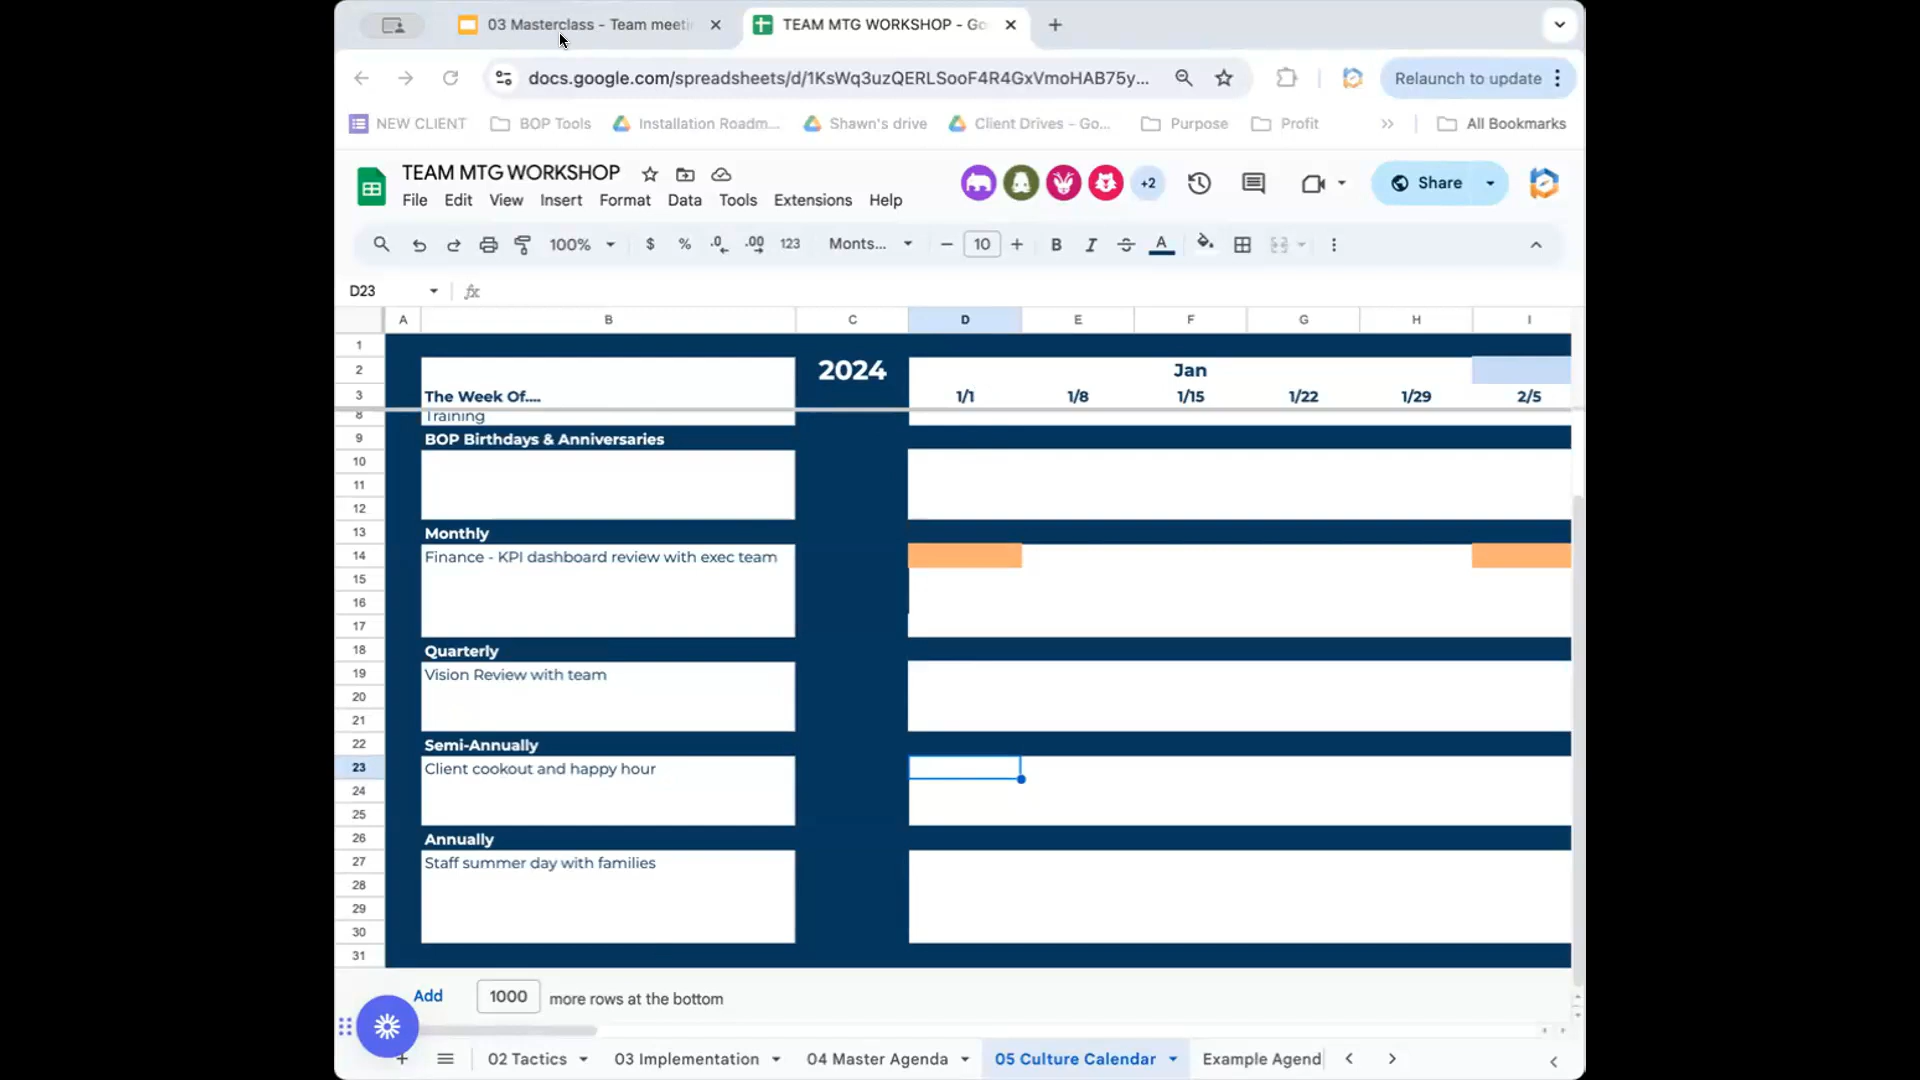 03 Masterclass - Team meeti
TEAM MTG WORKSHOP - Go
docs.google.com/spreadsheets/d/1KsWq3uzQERLSooF4R4GxVmoHAB75y...
Relaunch to update
NEW CLIENT
BOP Tools
Installation Roadm...
Shawn's drive
Client Drives – Go...
Purpose
Profit
All Bookmarks
TEAM MTG WORKSHOP
+2
Share
File Edit View Insert Format Data Tools Extensions Help
100% $ % .0 .00 123 Monts... − 10 + B I S A
D23 fx
A B C D E F G H I
1
2 2024 Jan
3 The Week Of.... 1/1 1/8 1/15 1/22 1/29 2/5
8 Training
9 BOP Birthdays & Anniversaries
10
11
12
13 Monthly
14 Finance - KPI dashboard review with exec team
15
16
17
18 Quarterly
19 Vision Review with team
20
21
22 Semi-Annually
23 Client cookout and happy hour
24
25
26 Annually
27 Staff summer day with families
28
29
30
31
Add 1000 more rows at the bottom
02 Tactics 03 Implementation 04 Master Agenda 05 Culture Calendar Example Agend